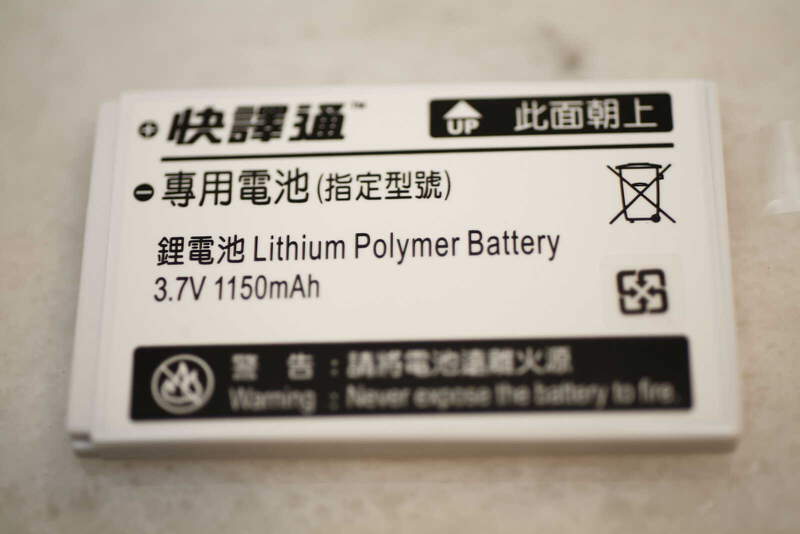 快譯通™
UP 此面朝上
專用電池(指定型號)
鋰電池 Lithium Polymer Battery
3.7V 1150mAh
警 告：請將電池遠離火源
Warning : Never expose the battery to fire.